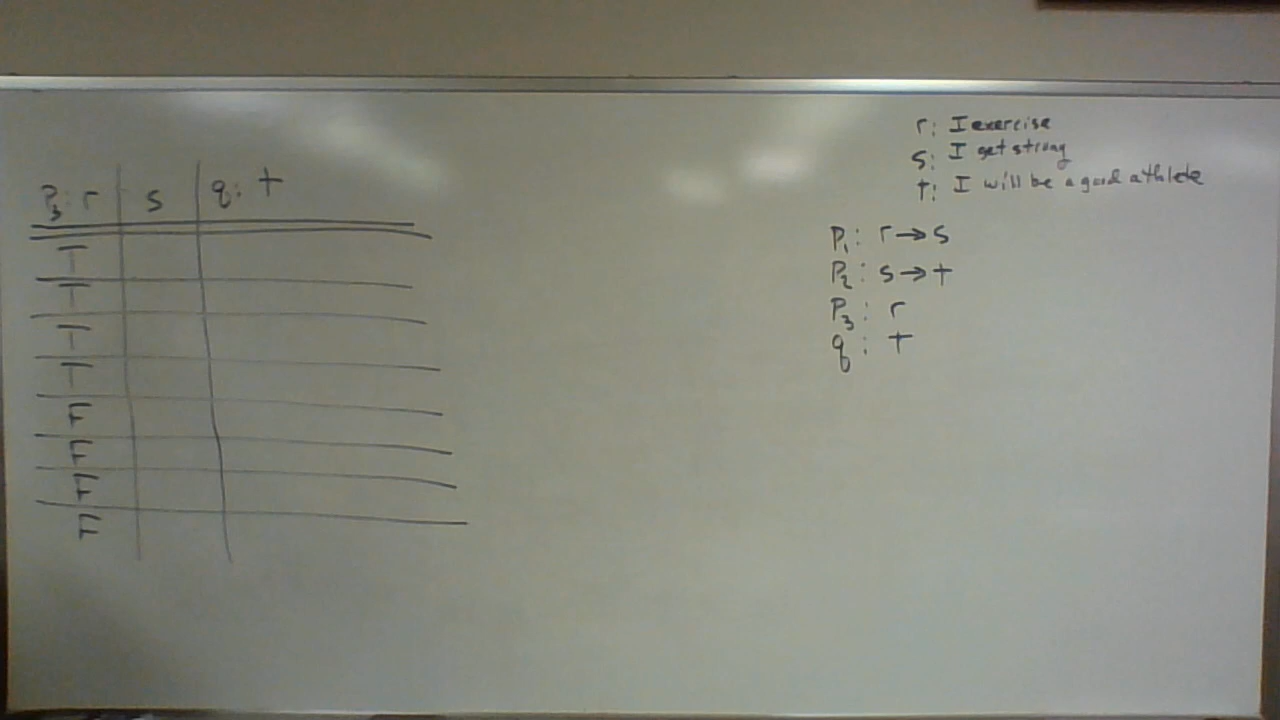 r: I exercise
s: I get strong
t: I will be a good athlete
P3: r s q: t
T
T
T
T
F
F
F
F
P1: r → s
P2: s → t
P3: r
q: t